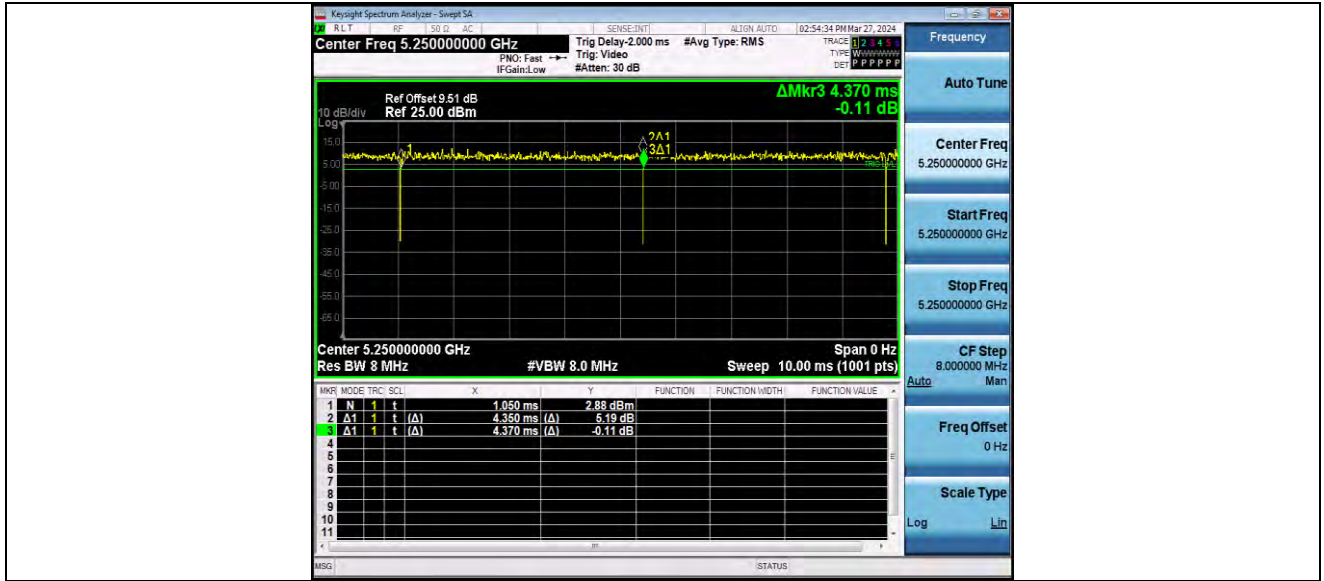 Keysight Spectrum Analyzer - Swept SA
RLT RF 50 Ω AC SENSE:INT ALIGN AUTO 02:54:34 PM Mar 27, 2024
Center Freq 5.250000000 GHz Trig Delay-2.000 ms #Avg Type: RMS TRACE 1 2 3 4 5 6
PNO: Fast Trig: Video TYPE W
IFGain:Low #Atten: 30 dB DET P P P P P P
Frequency
Auto Tune
ΔMkr3 4.370 ms
Ref Offset 9.51 dB -0.11 dB
10 dB/div Ref 25.00 dBm
Log
15.0
5.00
-5.00
-15.0
-25.0
-35.0
-45.0
-55.0
-65.0
1
2Δ1
3Δ1
Center 5.250000000 GHz Span 0 Hz
Res BW 8 MHz #VBW 8.0 MHz Sweep 10.00 ms (1001 pts)
MKR MODE TRC SCL X Y FUNCTION FUNCTION WIDTH FUNCTION VALUE
1 N 1 t 1.050 ms 2.88 dBm
2 Δ1 1 t (Δ) 4.350 ms (Δ) 5.19 dB
3 Δ1 1 t (Δ) 4.370 ms (Δ) -0.11 dB
4
5
6
7
8
9
10
11
MSG STATUS
Center Freq
5.250000000 GHz
Start Freq
5.250000000 GHz
Stop Freq
5.250000000 GHz
CF Step
8.000000 MHz
Auto Man
Freq Offset
0 Hz
Scale Type
Log Lin